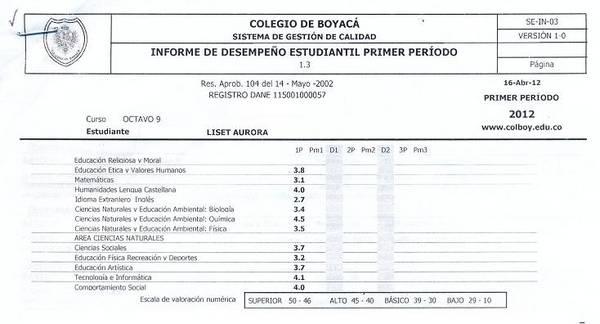 COLEGIO DE BOYACÁ
SISTEMA DE GESTIÓN DE CALIDAD
INFORME DE DESEMPEÑO ESTUDIANTIL PRIMER PERÍODO
1.3
SE-IN-03
VERSIÓN 1-0
Página
Res. Aprob. 104 del 14 - Mayo -2002
REGISTRO DANE 115001000057
16-Abr-12
PRIMER PERÍODO
2012
www.colboy.edu.co
Curso OCTAVO 9
Estudiante LISET AURORA
1P Pm1 D1 2P Pm2 D2 3P Pm3
Educación Religiosa y Moral
Educación Etica y Valores Humanos 3.8
Matemáticas 3.1
Humanidades Lengua Castellana 4.0
Idioma Extranjero Inglés 2.7
Ciencias Naturales y Educación Ambiental: Biología 3.4
Ciencias Naturales y Educación Ambiental: Química 4.5
Ciencias Naturales y Educación Ambiental: Física 3.5
AREA CIENCIAS NATURALES
Ciencias Sociales 3.7
Educación Física Recreación y Deportes 3.2
Educación Artística 3.7
Tecnología e Informática 4.1
Comportamiento Social 4.0
Escala de valoración numérica SUPERIOR 50 - 46 ALTO 45 - 40 BÁSICO 39 - 30 BAJO 29 - 10